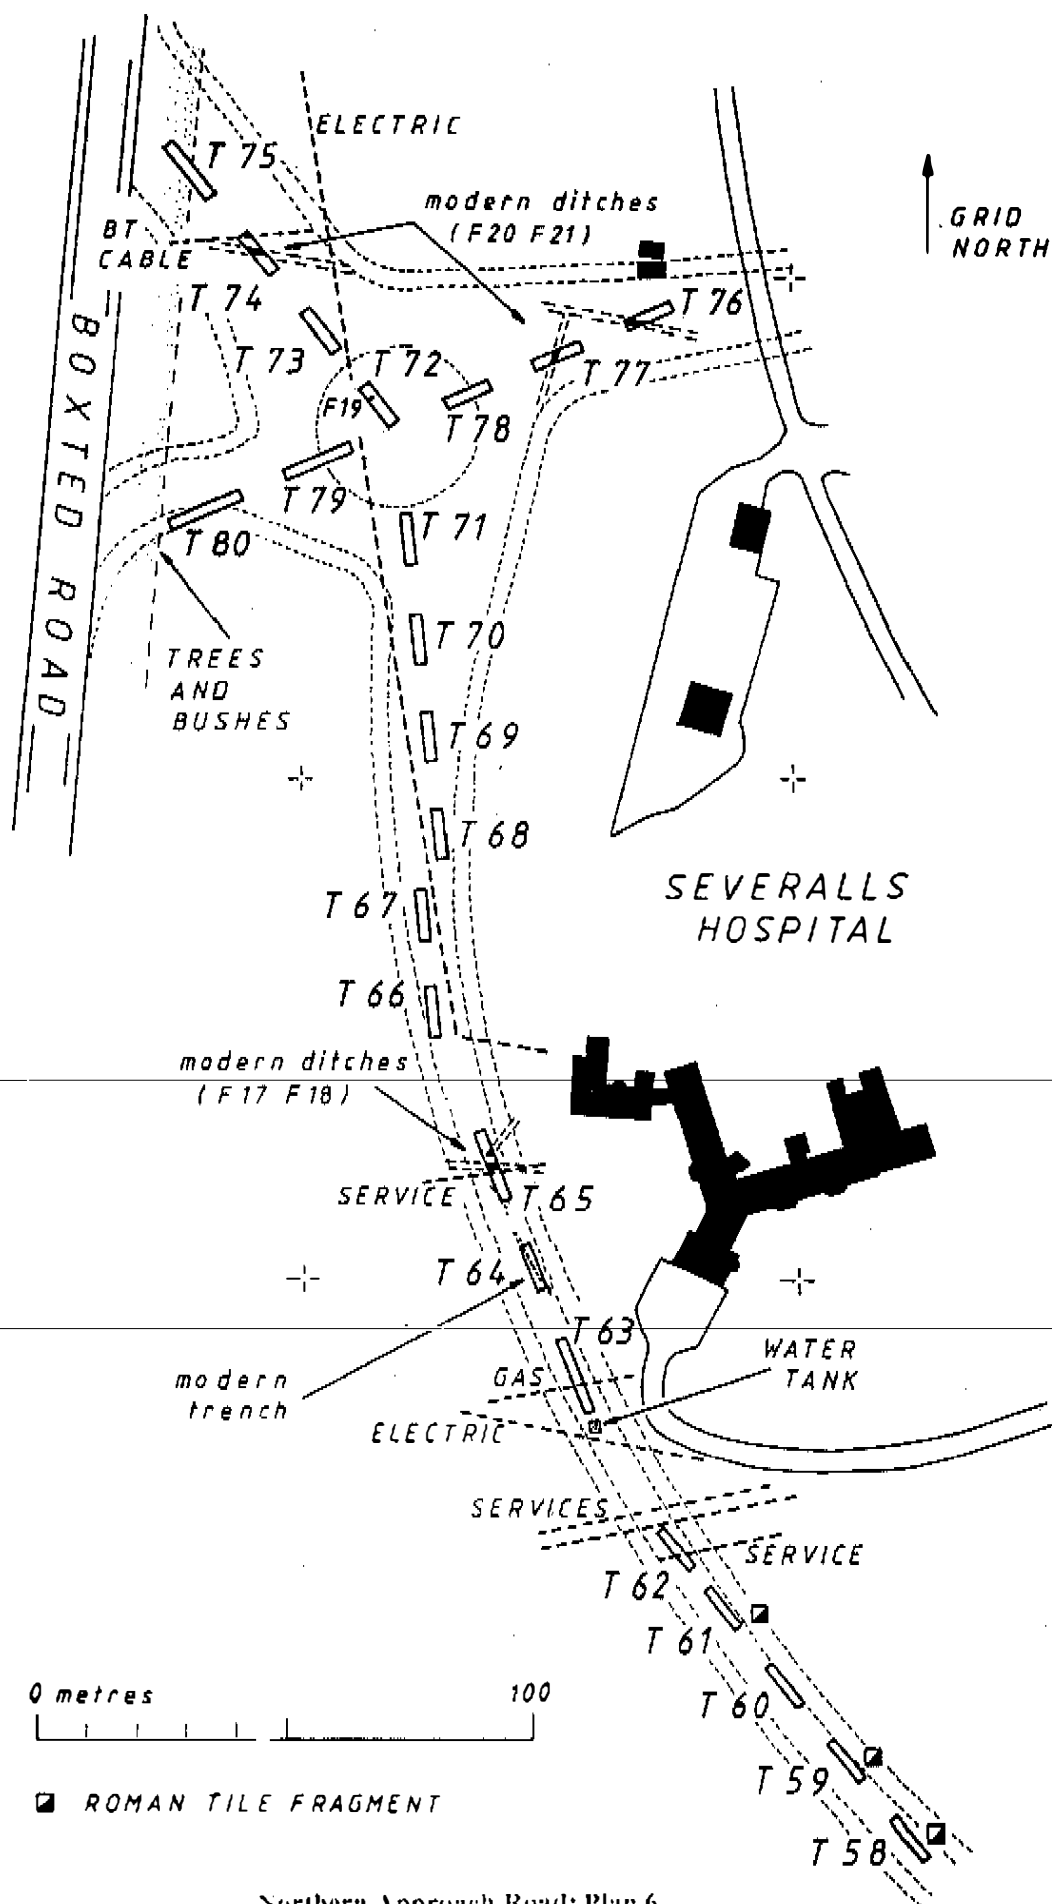 ELECTRIC
T 75
modern ditches
(F20 F21)
GRID
NORTH
BT
CABLE
T 74
T 76
T 73
T 72
T 77
F19
T 78
BOXTED ROAD
T 79
T 80
T 71
T 70
TREES
AND
BUSHES
T 69
T 68
SEVERALLS
HOSPITAL
T 67
T 66
modern ditches
(F17 F18)
SERVICE
T 65
T 64
T 63
WATER
TANK
modern
trench
GAS
ELECTRIC
SERVICES
SERVICE
T 62
T 61
T 60
0 metres
100
T 59
ROMAN TILE FRAGMENT
T 58
Northern Approach Road: Plan 6